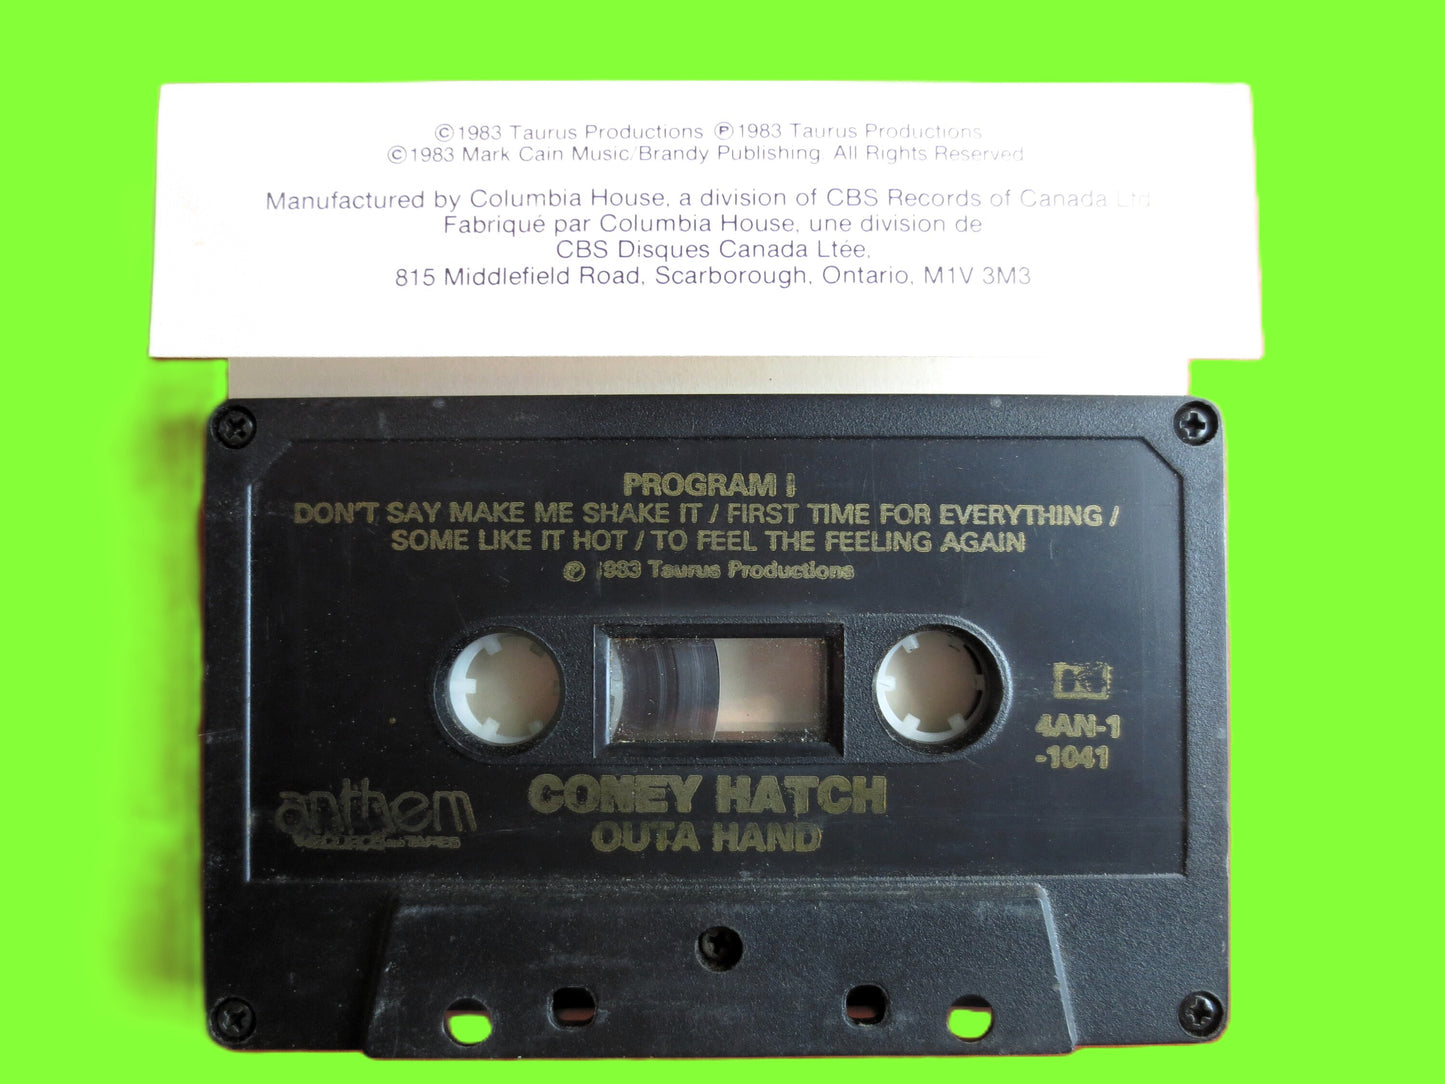 ©1983 Taurus Productions ℗1983 Taurus Productions
©1983 Mark Cain Music/Brandy Publishing. All Rights Reserved
Manufactured by Columbia House, a division of CBS Records of Canada Ltd.
Fabriqué par Columbia House, une division de
CBS Disques Canada Ltée,
815 Middlefield Road, Scarborough, Ontario, M1V 3M3
PROGRAM I
DON'T SAY MAKE ME SHAKE IT / FIRST TIME FOR EVERYTHING /
SOME LIKE IT HOT / TO FEEL THE FEELING AGAIN
℗ 1983 Taurus Productions
4AN-1
-1041
CONEY HATCH
OUTA HAND
anthem
RECORDS AND TAPES